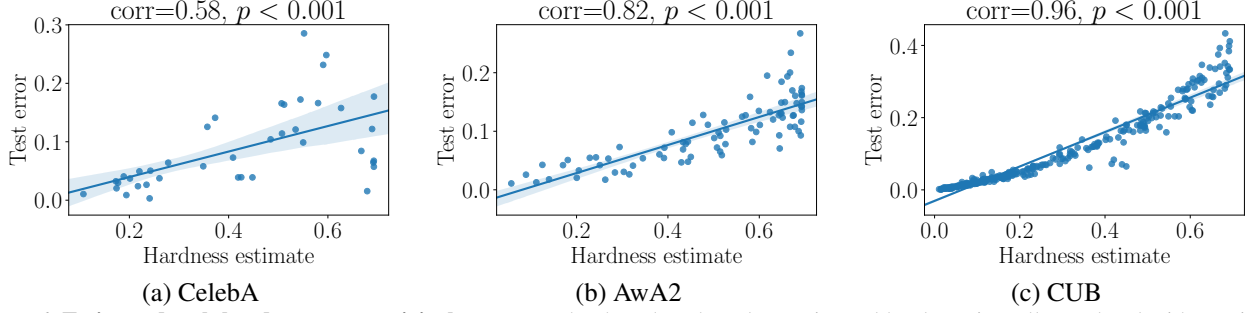 corr=0.58, p < 0.001
0.3
0.2
0.1
0.0
Test error
0.2 0.4 0.6
Hardness estimate
(a) CelebA
corr=0.82, p < 0.001
0.2
0.1
0.0
Test error
0.2 0.4 0.6
Hardness estimate
(b) AwA2
corr=0.96, p < 0.001
0.4
0.2
0.0
Test error
0.0 0.2 0.4 0.6
Hardness estimate
(c) CUB